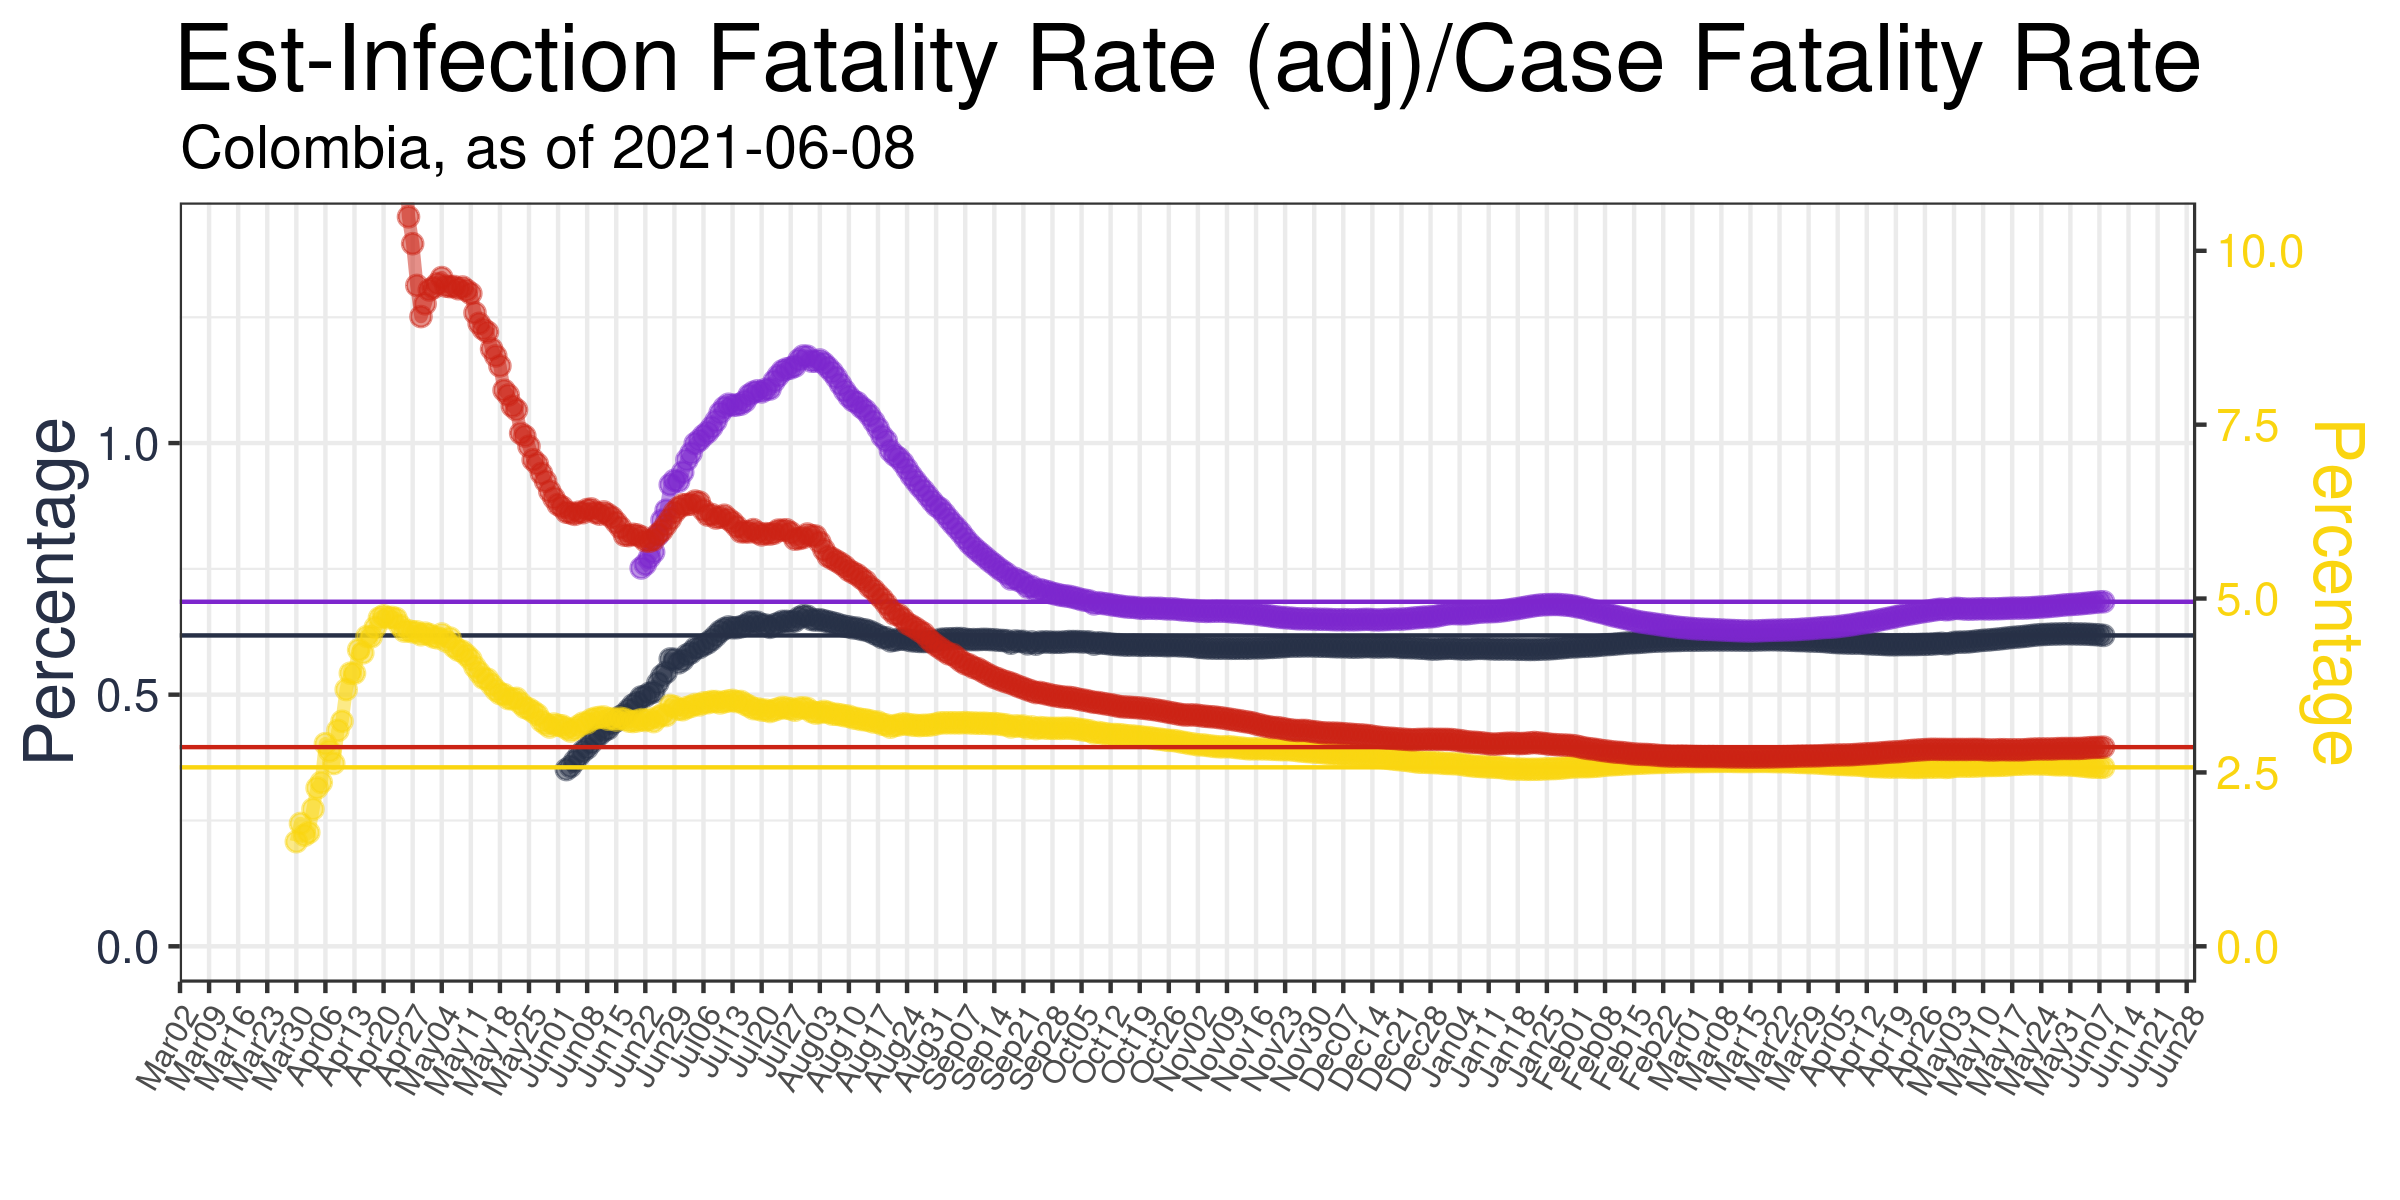 Est-Infection Fatality Rate (adj)/Case Fatality Rate
Colombia, as of 2021-06-08
Percentage
1.0
0.5
0.0
10.0
7.5
5.0
2.5
0.0
Percentage
Mar02
Mar09
Mar16
Mar23
Mar30
Apr06
Apr13
Apr20
Apr27
May04
May11
May18
May25
Jun01
Jun08
Jun15
Jun22
Jun29
Jul06
Jul13
Jul20
Jul27
Aug03
Aug10
Aug17
Aug24
Aug31
Sep07
Sep14
Sep21
Sep28
Oct05
Oct12
Oct19
Oct26
Nov02
Nov09
Nov16
Nov23
Nov30
Dec07
Dec14
Dec21
Dec28
Jan04
Jan11
Jan18
Jan25
Feb01
Feb08
Feb15
Feb22
Mar01
Mar08
Mar15
Mar22
Mar29
Apr05
Apr12
Apr19
Apr26
May03
May10
May17
May24
May31
Jun07
Jun14
Jun21
Jun28